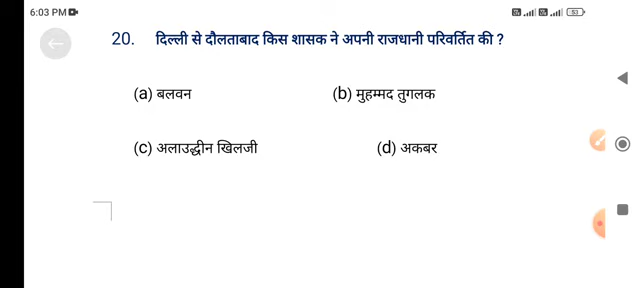 6:03 PM
53
20. दिल्ली से दौलताबाद किस शासक ने अपनी राजधानी परिवर्तित की ?
(a) बलवन (b) मुहम्मद तुगलक
(c) अलाउद्धीन खिलजी (d) अकबर